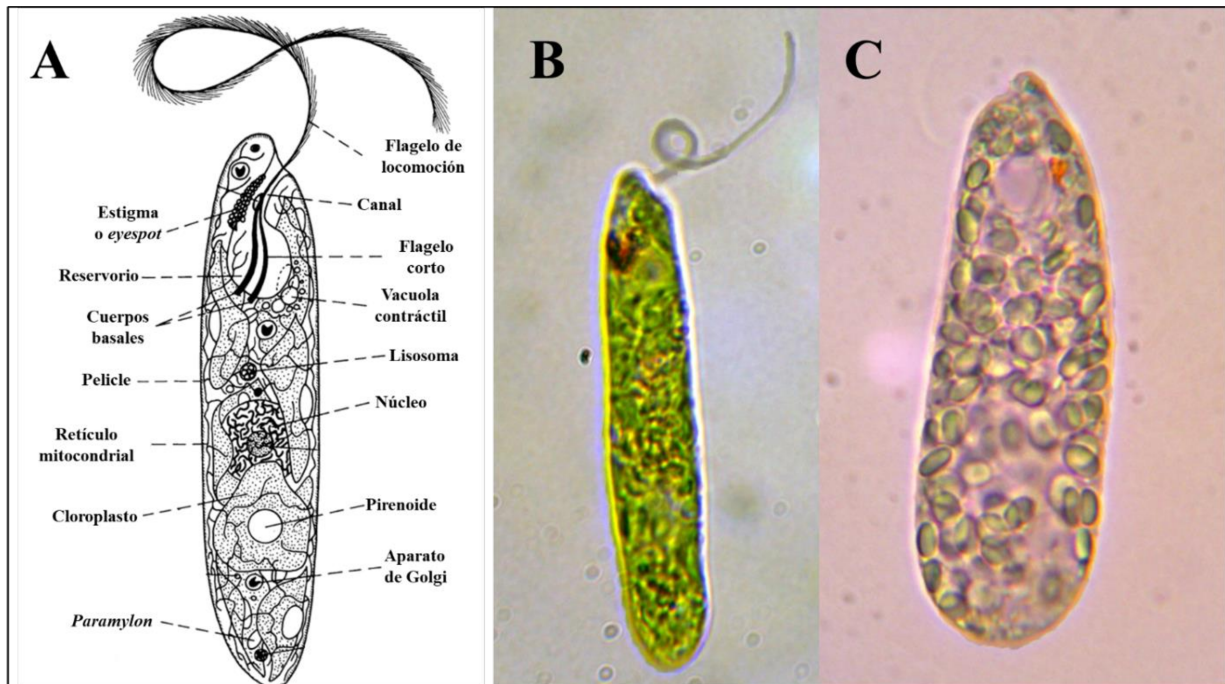 A
B
C
Flagelo de
locomoción
Estigma
o eyespot
Canal
Flagelo
corto
Reservorio
Vacuola
contráctil
Cuerpos
basales
Lisosoma
Pelicle
Núcleo
Retículo
mitocondrial
Cloroplasto
Pirenoide
Aparato
de Golgi
Paramylon